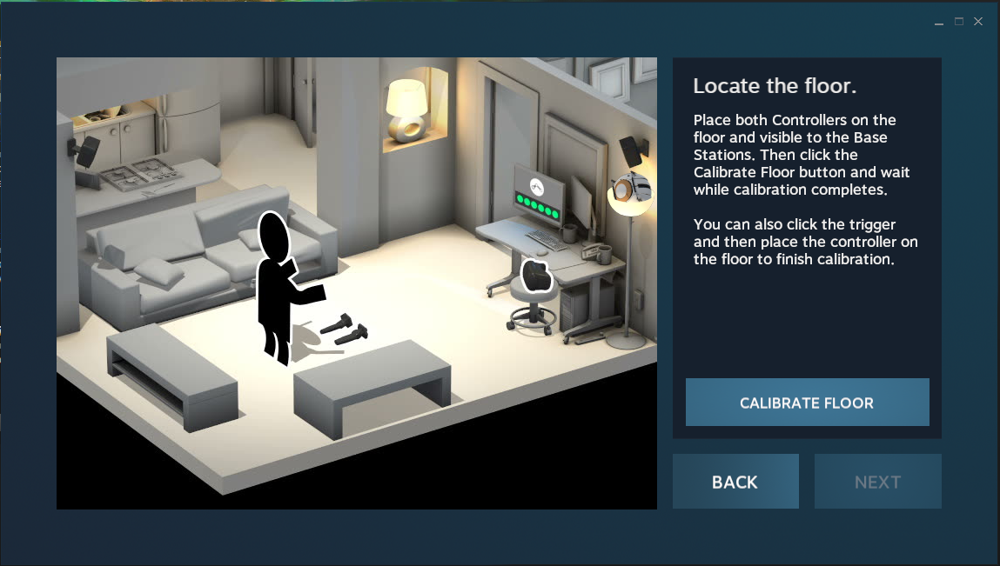 Locate the floor.
Place both Controllers on the
floor and visible to the Base
Stations. Then click the
Calibrate Floor button and wait
while calibration completes.
You can also click the trigger
and then place the controller on
the floor to finish calibration.
CALIBRATE FLOOR
BACK
NEXT